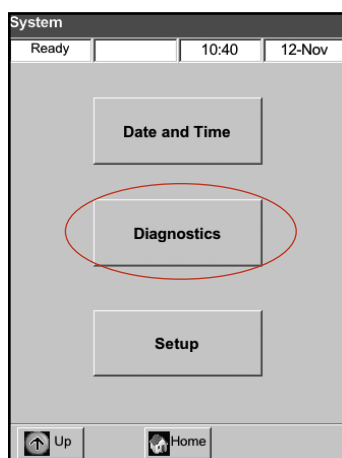 System
Ready 10:40 12-Nov
Date and Time
Diagnostics
Setup
Up Home